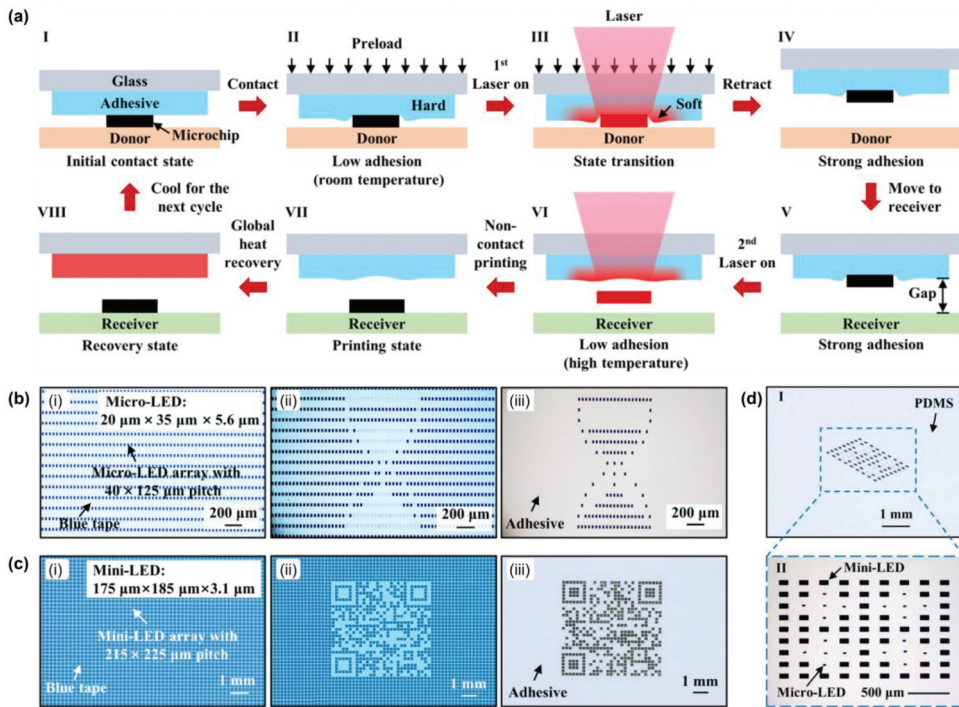 (a)
I
Glass
Adhesive
Microchip
Donor
Initial contact state
Contact
II
Preload
Hard
Donor
Low adhesion
(room temperature)
1st
Laser on
III
Laser
Soft
Donor
State transition
Retract
IV
Donor
Strong adhesion
Move to
receiver
V
Gap
Receiver
Strong adhesion
2nd
Laser on
VI
Receiver
Low adhesion
(high temperature)
Non-
contact
printing
VII
Receiver
Printing state
Global
heat
recovery
VIII
Receiver
Recovery state
Cool for the
next cycle
(b)
(i)
Micro-LED:
20 μm × 35 μm × 5.6 μm
Micro-LED array with
40 × 125 μm pitch
Blue tape
200 μm
(ii)
200 μm
(iii)
Adhesive
200 μm
(c)
(i)
Mini-LED:
175 μm×185 μm×3.1 μm
Mini-LED array with
215 × 225 μm pitch
Blue tape
1 mm
(ii)
1 mm
(iii)
Adhesive
1 mm
(d)
I
PDMS
1 mm
II
Mini-LED
Micro-LED
500 μm